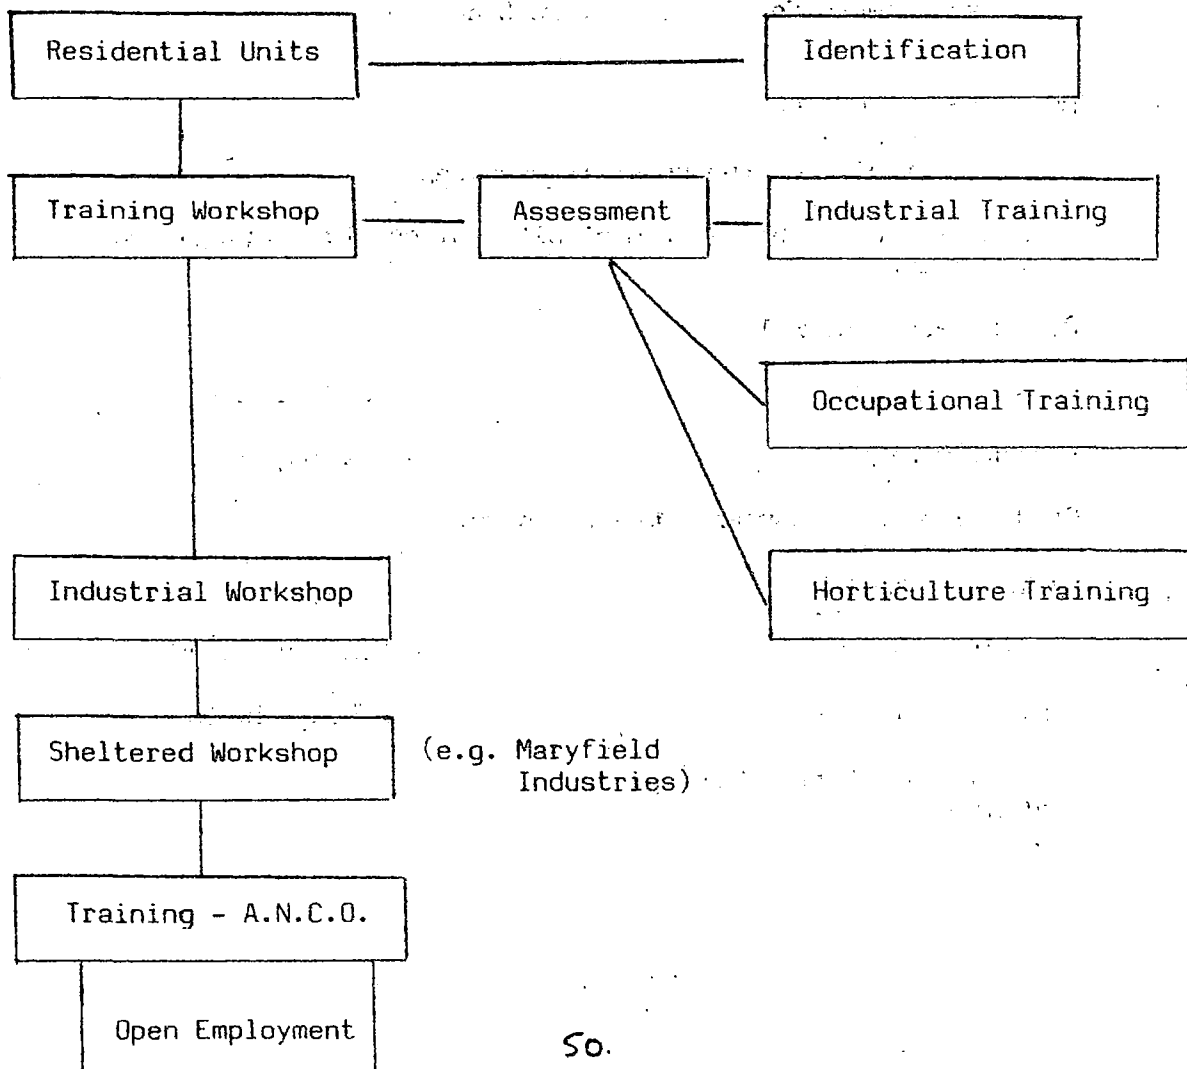 Residential Units
Identification
Training Workshop
Assessment
Industrial Training
Occupational Training
Horticulture Training
Industrial Workshop
Sheltered Workshop
(e.g. Maryfield
Industries)
Training - A.N.C.O.
Open Employment
50.